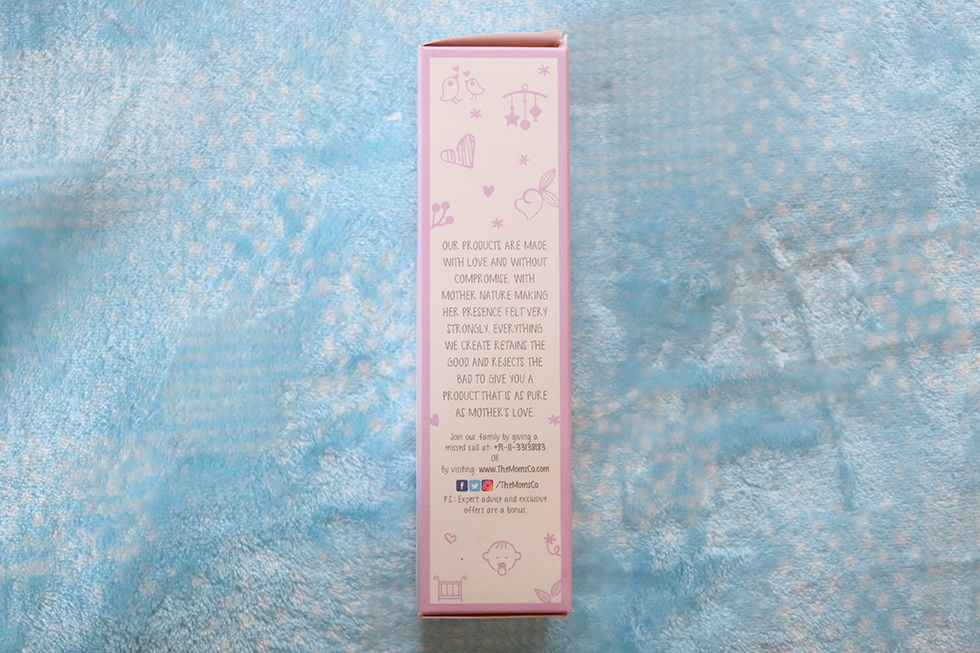 OUR PRODUCTS ARE MADE
WITH LOVE AND WITHOUT
COMPROMISE. WITH
MOTHER NATURE MAKING
HER PRESENCE FELT VERY
STRONGLY, EVERYTHING
WE CREATE RETAINS THE
GOOD AND REJECTS THE
BAD TO GIVE YOU A
PRODUCT THAT IS AS PURE
AS MOTHER'S LOVE.
Join our family by giving a
missed call at: +91-11-33138183
OR
By visiting: www.TheMomsCo.com
/TheMomsCo
P.S.: Expert advice and exclusive
offers are a bonus.